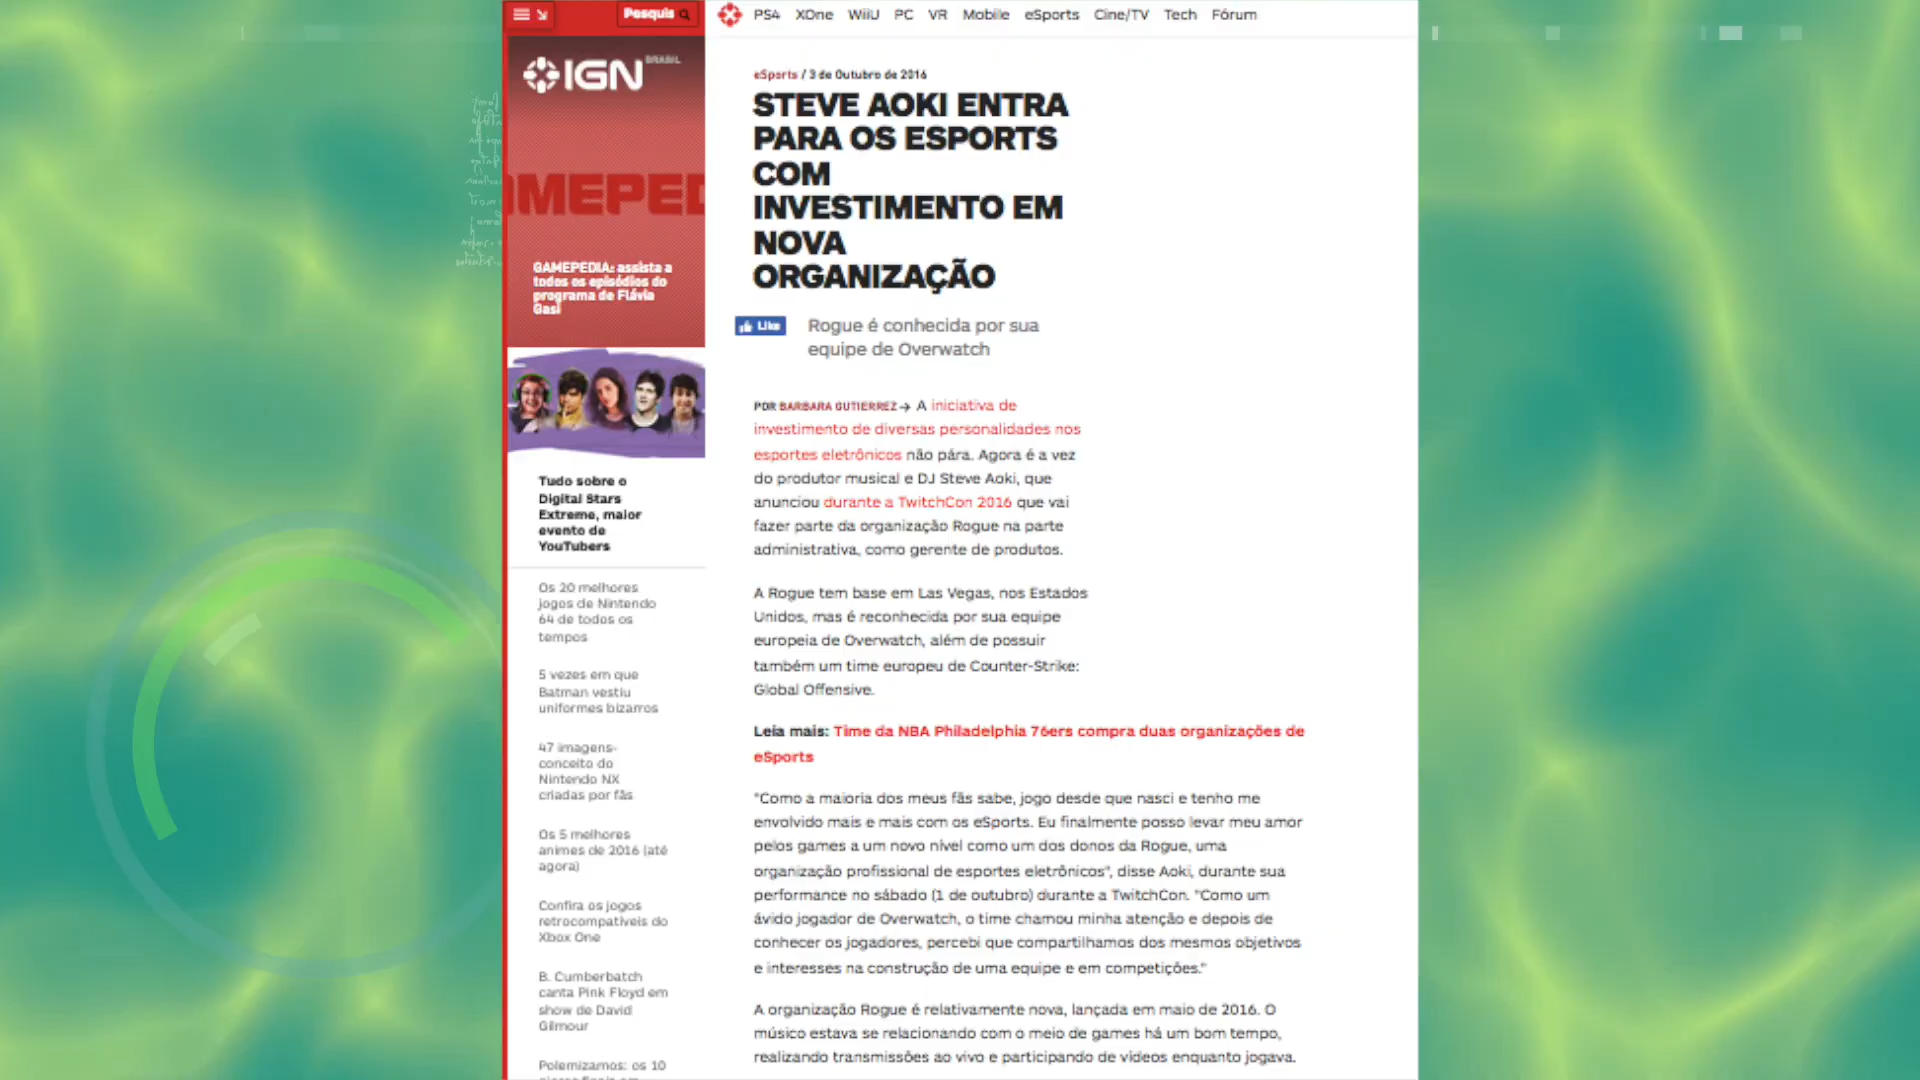 Pesquis
PS4 XOne WiiU PC VR Mobile eSports Cine/TV Tech Fórum
IGN BRASIL
GAMEPEDIA: assista a
todos os episódios do
programa de Flávia
Gasi
Tudo sobre o
Digital Stars
Extreme, maior
evento de
YouTubers
Os 20 melhores
jogos de Nintendo
64 de todos os
tempos
5 vezes em que
Batman vestiu
uniformes bizarros
47 imagens-
conceito do
Nintendo NX
criadas por fãs
Os 5 melhores
animes de 2016 (até
agora)
Confira os jogos
retrocompatíveis do
Xbox One
B. Cumberbatch
canta Pink Floyd em
show de David
Gilmour
Polemizamos: os 10
eSports / 3 de Outubro de 2016
STEVE AOKI ENTRA
PARA OS ESPORTS
COM
INVESTIMENTO EM
NOVA
ORGANIZAÇÃO
Like
Rogue é conhecida por sua
equipe de Overwatch
POR BARBARA GUTIERREZ→ A iniciativa de
investimento de diversas personalidades nos
esportes eletrônicos não pára. Agora é a vez
do produtor musical e DJ Steve Aoki, que
anunciou durante a TwitchCon 2016 que vai
fazer parte da organização Rogue na parte
administrativa, como gerente de produtos.
A Rogue tem base em Las Vegas, nos Estados
Unidos, mas é reconhecida por sua equipe
europeia de Overwatch, além de possuir
também um time europeu de Counter-Strike:
Global Offensive.
Leia mais: Time da NBA Philadelphia 76ers compra duas organizações de
eSports
"Como a maioria dos meus fãs sabe, jogo desde que nasci e tenho me
envolvido mais e mais com os eSports. Eu finalmente posso levar meu amor
pelos games a um novo nível como um dos donos da Rogue, uma
organização profissional de esportes eletrônicos", disse Aoki, durante sua
performance no sábado (1 de outubro) durante a TwitchCon. "Como um
ávido jogador de Overwatch, o time chamou minha atenção e depois de
conhecer os jogadores, percebi que compartilhamos dos mesmos objetivos
e interesses na construção de uma equipe e em competições."
A organização Rogue é relativamente nova, lançada em maio de 2016. O
músico estava se relacionando com o meio de games há um bom tempo,
realizando transmissões ao vivo e participando de vídeos enquanto jogava.